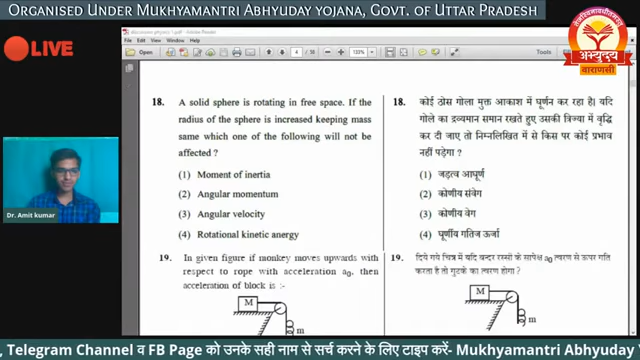 ORGANISED UNDER MUKHYAMANTRI ABHYUDAY YOJANA, GOVT. OF UTTAR PRADESH
LIVE
अभ्युदय
वाराणसी
Open
4
/ 58
135%
Tools
Dr. Amit kumar
18. A solid sphere is rotating in free space. If the
radius of the sphere is increased keeping mass
same which one of the following will not be
affected ?
(1) Moment of inertia
(2) Angular momentum
(3) Angular velocity
(4) Rotational kinetic anergy
19. In given figure if monkey moves upwards with
respect to rope with acceleration a0, then
acceleration of block is :-
M
m
18. कोई ठोस गोला मुक्त आकाश में घूर्णन कर रहा है। यदि
गोले का द्रव्यमान समान रखते हुए उसकी त्रिज्या में वृद्धि
कर दी जाए तो निम्नलिखित में से किस पर कोई प्रभाव
नहीं पड़ेगा ?
(1) जड़त्व आघूर्ण
(2) कोणीय संवेग
(3) कोणीय वेग
(4) घूर्णीय गतिज ऊर्जा
19. दिये गये चित्र में यदि बन्दर रस्सी के सापेक्ष a0 त्वरण से ऊपर गति
करता है तो गुटके का त्वरण होगा ?
M
m
, Telegram Channel व FB Page को उनके सही नाम से सर्च करने के लिए टाइप करें- Mukhyamantri Abhyuday